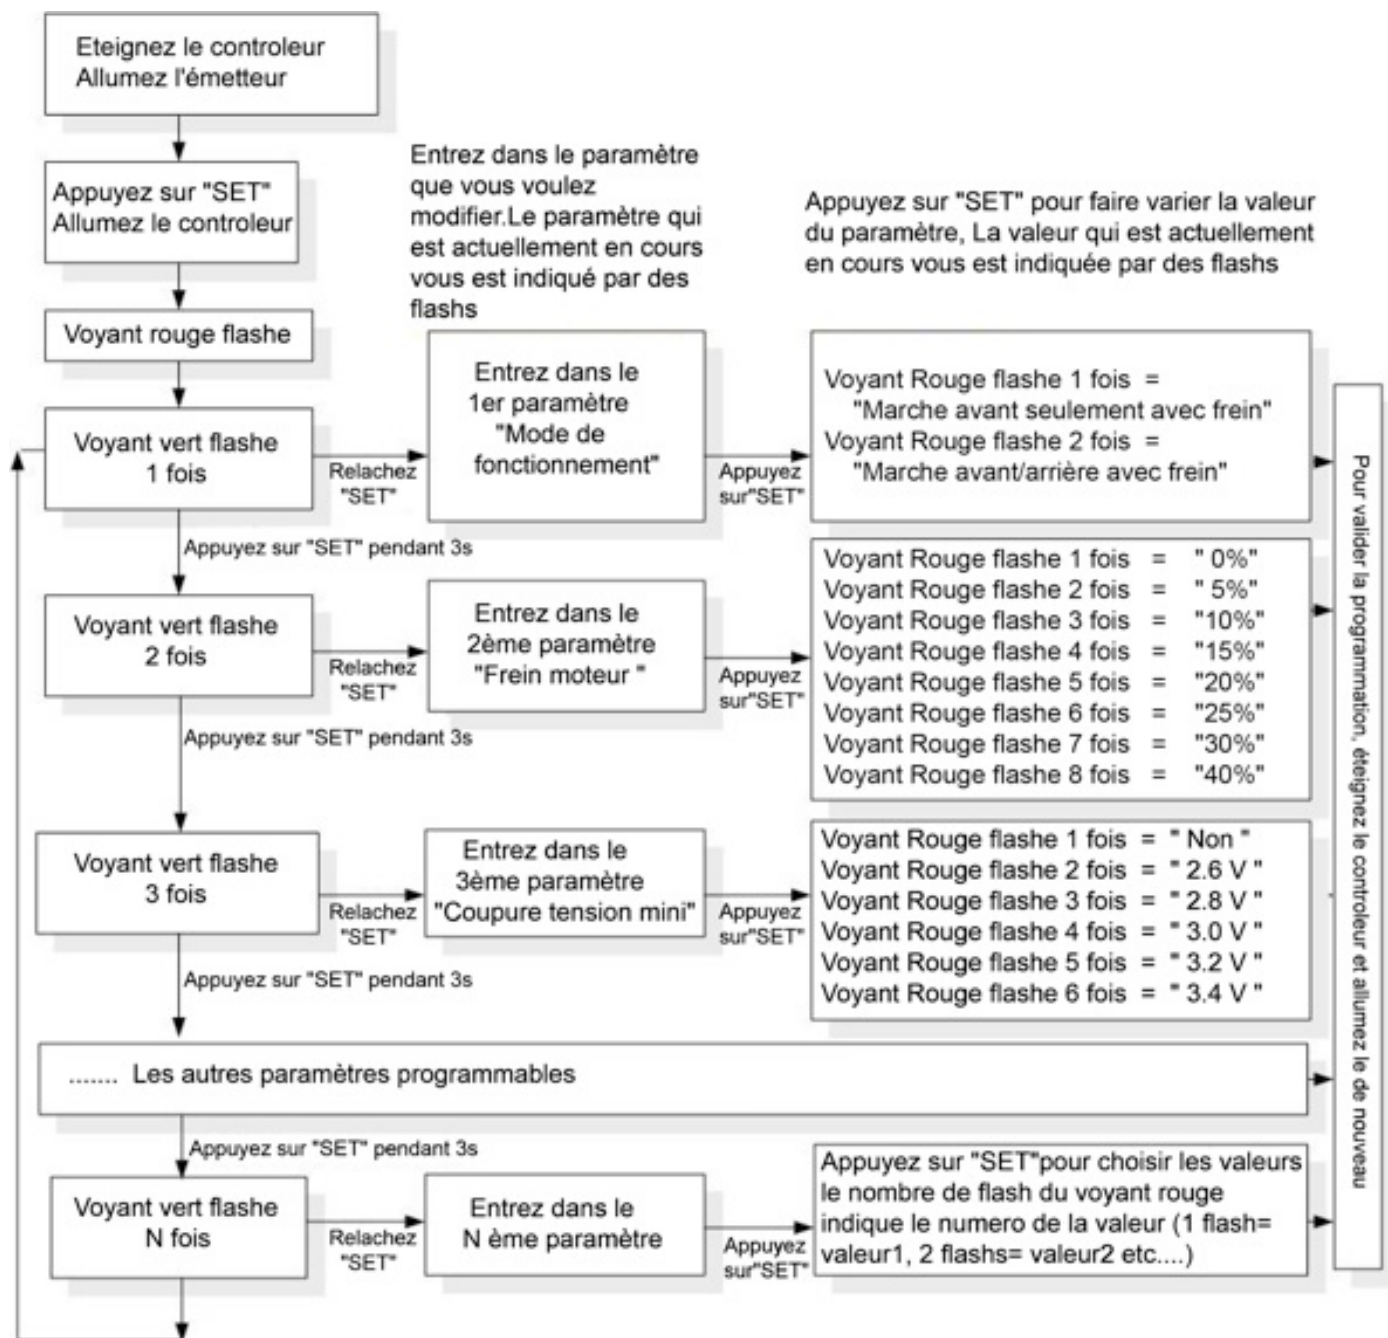 Eteignez le controleur
Allumez l'émetteur
Appuyez sur "SET"
Allumez le controleur
Voyant rouge flashe
Entrez dans le paramètre
que vous voulez
modifier.Le paramètre qui
est actuellement en cours
vous est indiqué par des
flashs
Appuyez sur "SET" pour faire varier la valeur
du paramètre, La valeur qui est actuellement
en cours vous est indiquée par des flashs
Voyant vert flashe
1 fois
Relachez
"SET"
Entrez dans le
1er paramètre
"Mode de
fonctionnement"
Appuyez
sur"SET"
Voyant Rouge flashe 1 fois =
"Marche avant seulement avec frein"
Voyant Rouge flashe 2 fois =
"Marche avant/arrière avec frein"
Appuyez sur "SET" pendant 3s
Voyant vert flashe
2 fois
Relachez
"SET"
Entrez dans le
2ème paramètre
"Frein moteur "
Appuyez
sur"SET"
Voyant Rouge flashe 1 fois = " 0%"
Voyant Rouge flashe 2 fois = " 5%"
Voyant Rouge flashe 3 fois = "10%"
Voyant Rouge flashe 4 fois = "15%"
Voyant Rouge flashe 5 fois = "20%"
Voyant Rouge flashe 6 fois = "25%"
Voyant Rouge flashe 7 fois = "30%"
Voyant Rouge flashe 8 fois = "40%"
Appuyez sur "SET" pendant 3s
Voyant vert flashe
3 fois
Relachez
"SET"
Entrez dans le
3ème paramètre
"Coupure tension mini"
Appuyez
sur"SET"
Voyant Rouge flashe 1 fois = " Non "
Voyant Rouge flashe 2 fois = " 2.6 V "
Voyant Rouge flashe 3 fois = " 2.8 V "
Voyant Rouge flashe 4 fois = " 3.0 V "
Voyant Rouge flashe 5 fois = " 3.2 V "
Voyant Rouge flashe 6 fois = " 3.4 V "
Appuyez sur "SET" pendant 3s
....... Les autres paramètres programmables
Appuyez sur "SET" pendant 3s
Voyant vert flashe
N fois
Relachez
"SET"
Entrez dans le
N ème paramètre
Appuyez
sur"SET"
Appuyez sur "SET"pour choisir les valeurs
le nombre de flash du voyant rouge
indique le numero de la valeur (1 flash=
valeur1, 2 flashs= valeur2 etc....)
Pour valider la programmation, éteignez le controleur et allumez le de nouveau